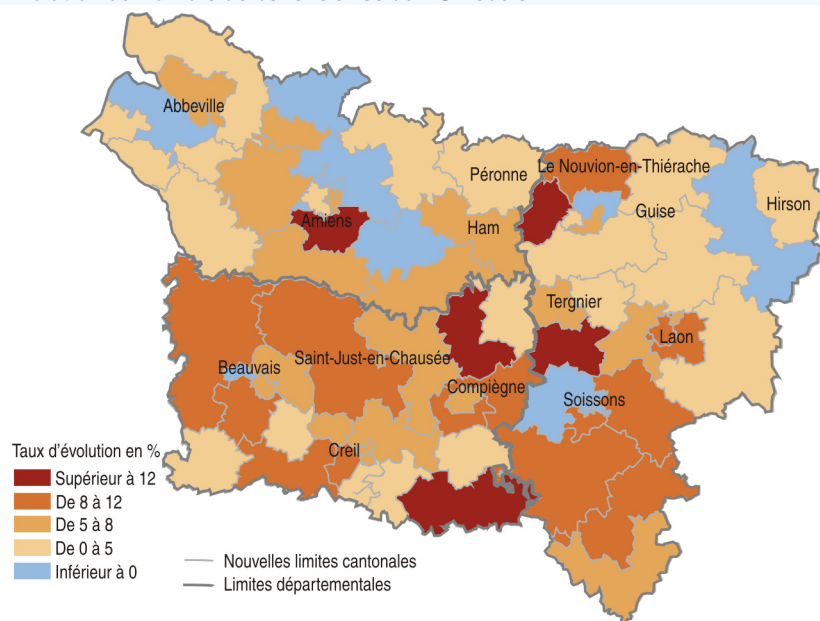 Abbeville
Péronne
Le Nouvion-en-Thiérache
Hirson
Guise
Amiens
Ham
Tergnier
Laon
Saint-Just-en-Chaussée
Beauvais
Compiègne
Soissons
Creil
Taux d'évolution en %
Supérieur à 12
De 8 à 12
De 5 à 8
De 0 à 5
Inférieur à 0
Nouvelles limites cantonales
Limites départementales